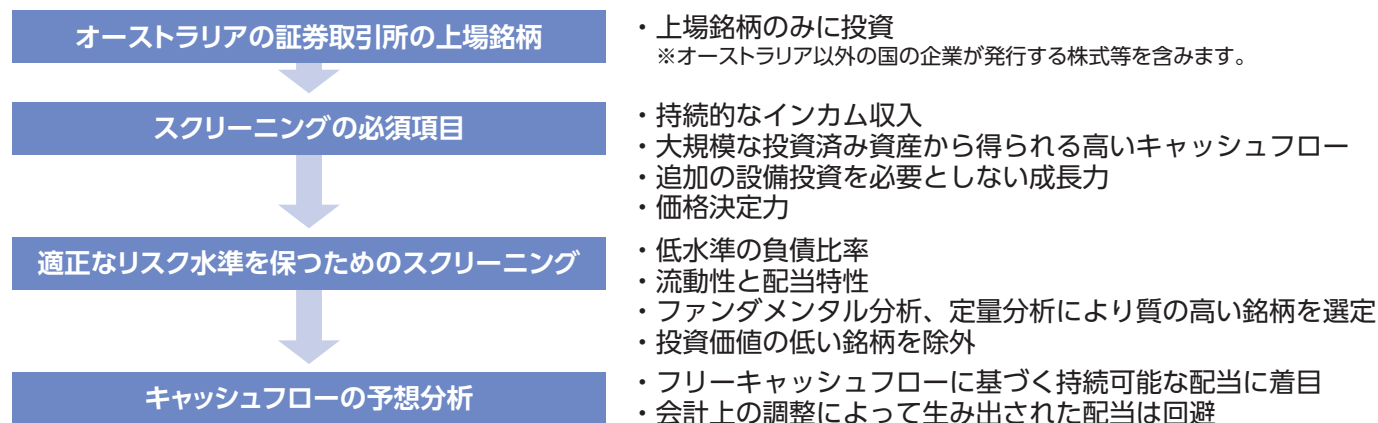 オーストラリアの証券取引所の上場銘柄
・上場銘柄のみに投資
※オーストラリア以外の国の企業が発行する株式等を含みます。
スクリーニングの必須項目
・持続的なインカム収入
・大規模な投資済み資産から得られる高いキャッシュフロー
・追加の設備投資を必要としない成長力
・価格決定力
適正なリスク水準を保つためのスクリーニング
・低水準の負債比率
・流動性と配当特性
・ファンダメンタル分析、定量分析により質の高い銘柄を選定
・投資価値の低い銘柄を除外
キャッシュフローの予想分析
・フリーキャッシュフローに基づく持続可能な配当に着目
・会計上の調整によって生み出された配当は回避